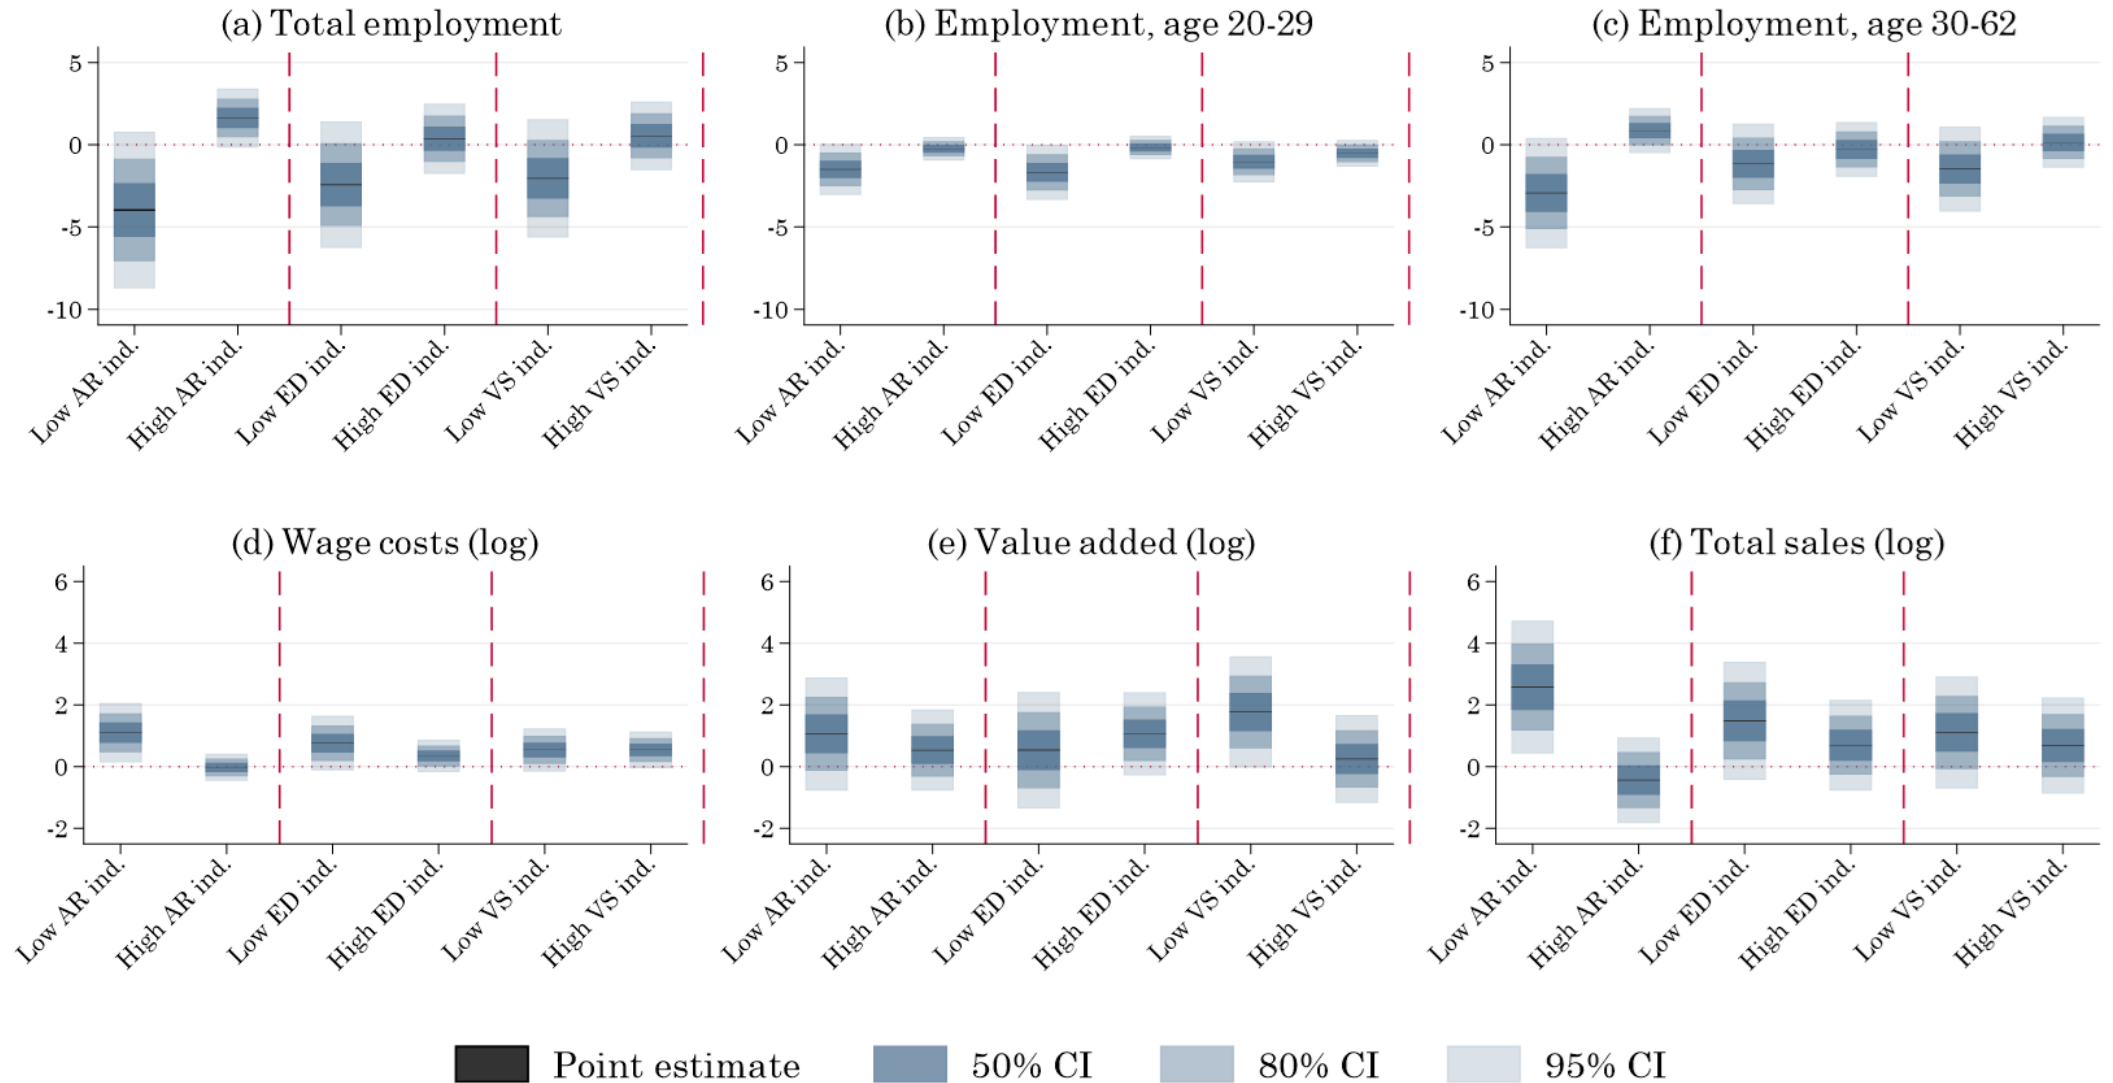 (a) Total employment
5
0
-5
-10
Low AR ind.
High AR ind.
Low ED ind.
High ED ind.
Low VS ind.
High VS ind.
(b) Employment, age 20-29
5
0
-5
-10
Low AR ind.
High AR ind.
Low ED ind.
High ED ind.
Low VS ind.
High VS ind.
(c) Employment, age 30-62
5
0
-5
-10
Low AR ind.
High AR ind.
Low ED ind.
High ED ind.
Low VS ind.
High VS ind.
(d) Wage costs (log)
6
4
2
0
-2
Low AR ind.
High AR ind.
Low ED ind.
High ED ind.
Low VS ind.
High VS ind.
(e) Value added (log)
6
4
2
0
-2
Low AR ind.
High AR ind.
Low ED ind.
High ED ind.
Low VS ind.
High VS ind.
(f) Total sales (log)
6
4
2
0
-2
Low AR ind.
High AR ind.
Low ED ind.
High ED ind.
Low VS ind.
High VS ind.
Point estimate 50% CI 80% CI 95% CI